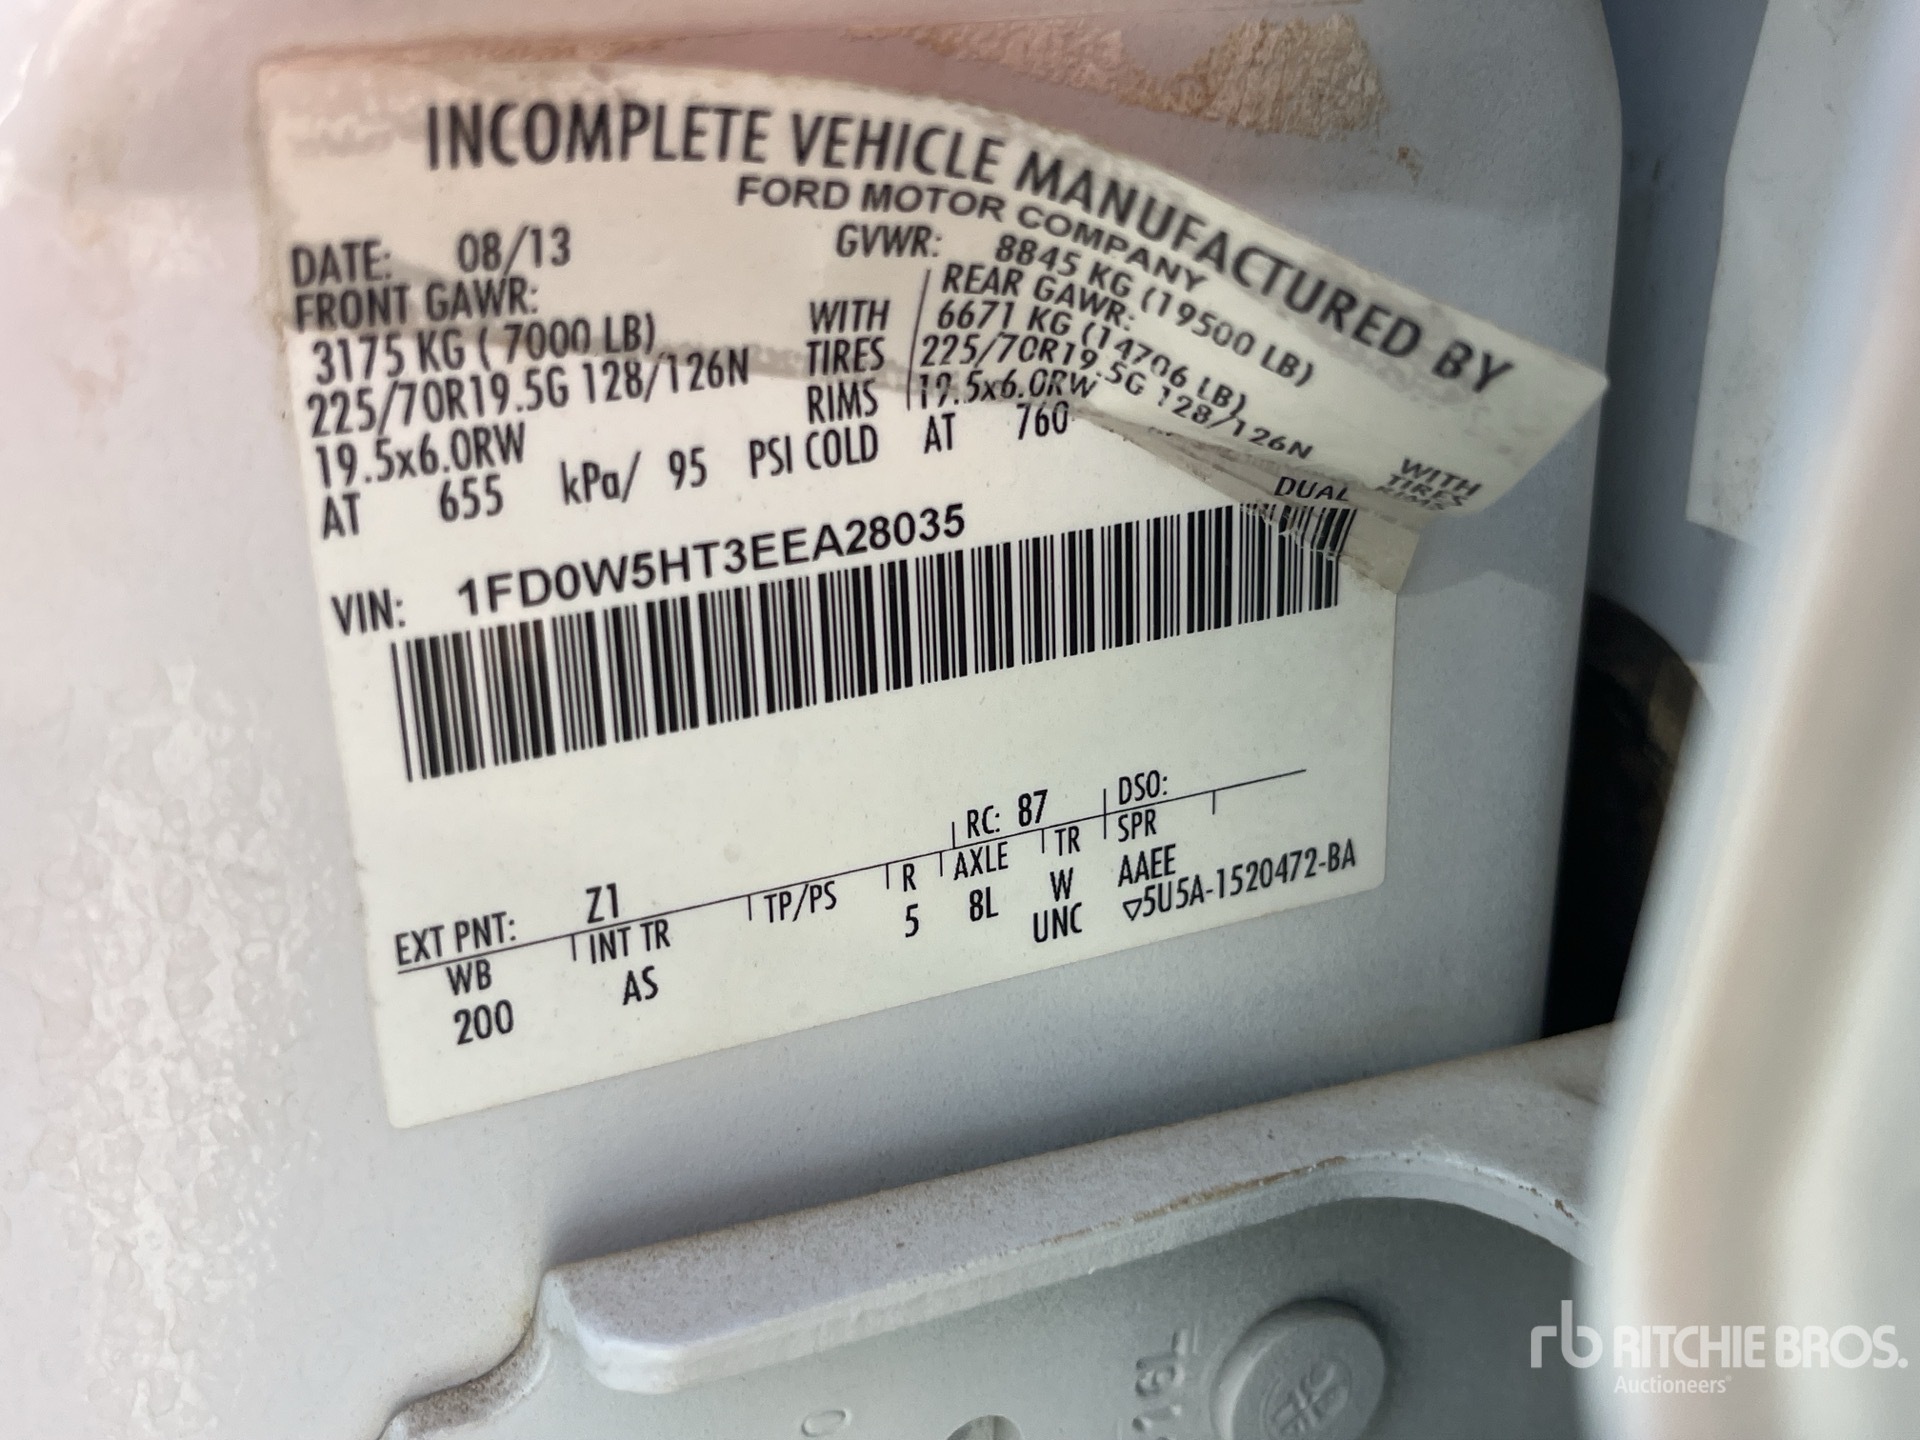 INCOMPLETE VEHICLE MANUFACTURED BY
FORD MOTOR COMPANY
DATE: 08/13 GVWR: 8845 KG (19500 LB)
FRONT GAWR: REAR GAWR:
3175 KG ( 7000 LB) WITH 6671 KG (14706 LB) WITH
225/70R19.5G 128/126N TIRES 225/70R19.5G 128/126N TIRES
19.5x6.0RW RIMS 19.5x6.0RW RIMS
AT 655 kPa/ 95 PSI COLD AT 760 DUAL
VIN: 1FD0W5HT3EEA28035
EXT PNT: Z1 RC: 87 DSO:
WB INT TR TP/PS R AXLE TR SPR
200 AS 5 8L W AAEE
UNC ▽5U5A-1520472-BA
rb RITCHIE BROS.
Auctioneers